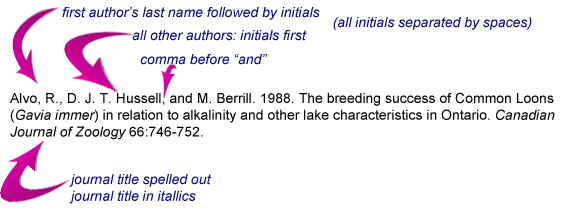 first author's last name followed by initials
(all initials separated by spaces)
all other authors: initials first
comma before “and”
Alvo, R., D. J. T. Hussell, and M. Berrill. 1988. The breeding success of Common Loons
(Gavia immer) in relation to alkalinity and other lake characteristics in Ontario. Canadian
Journal of Zoology 66:746-752.
journal title spelled out
journal title in itallics